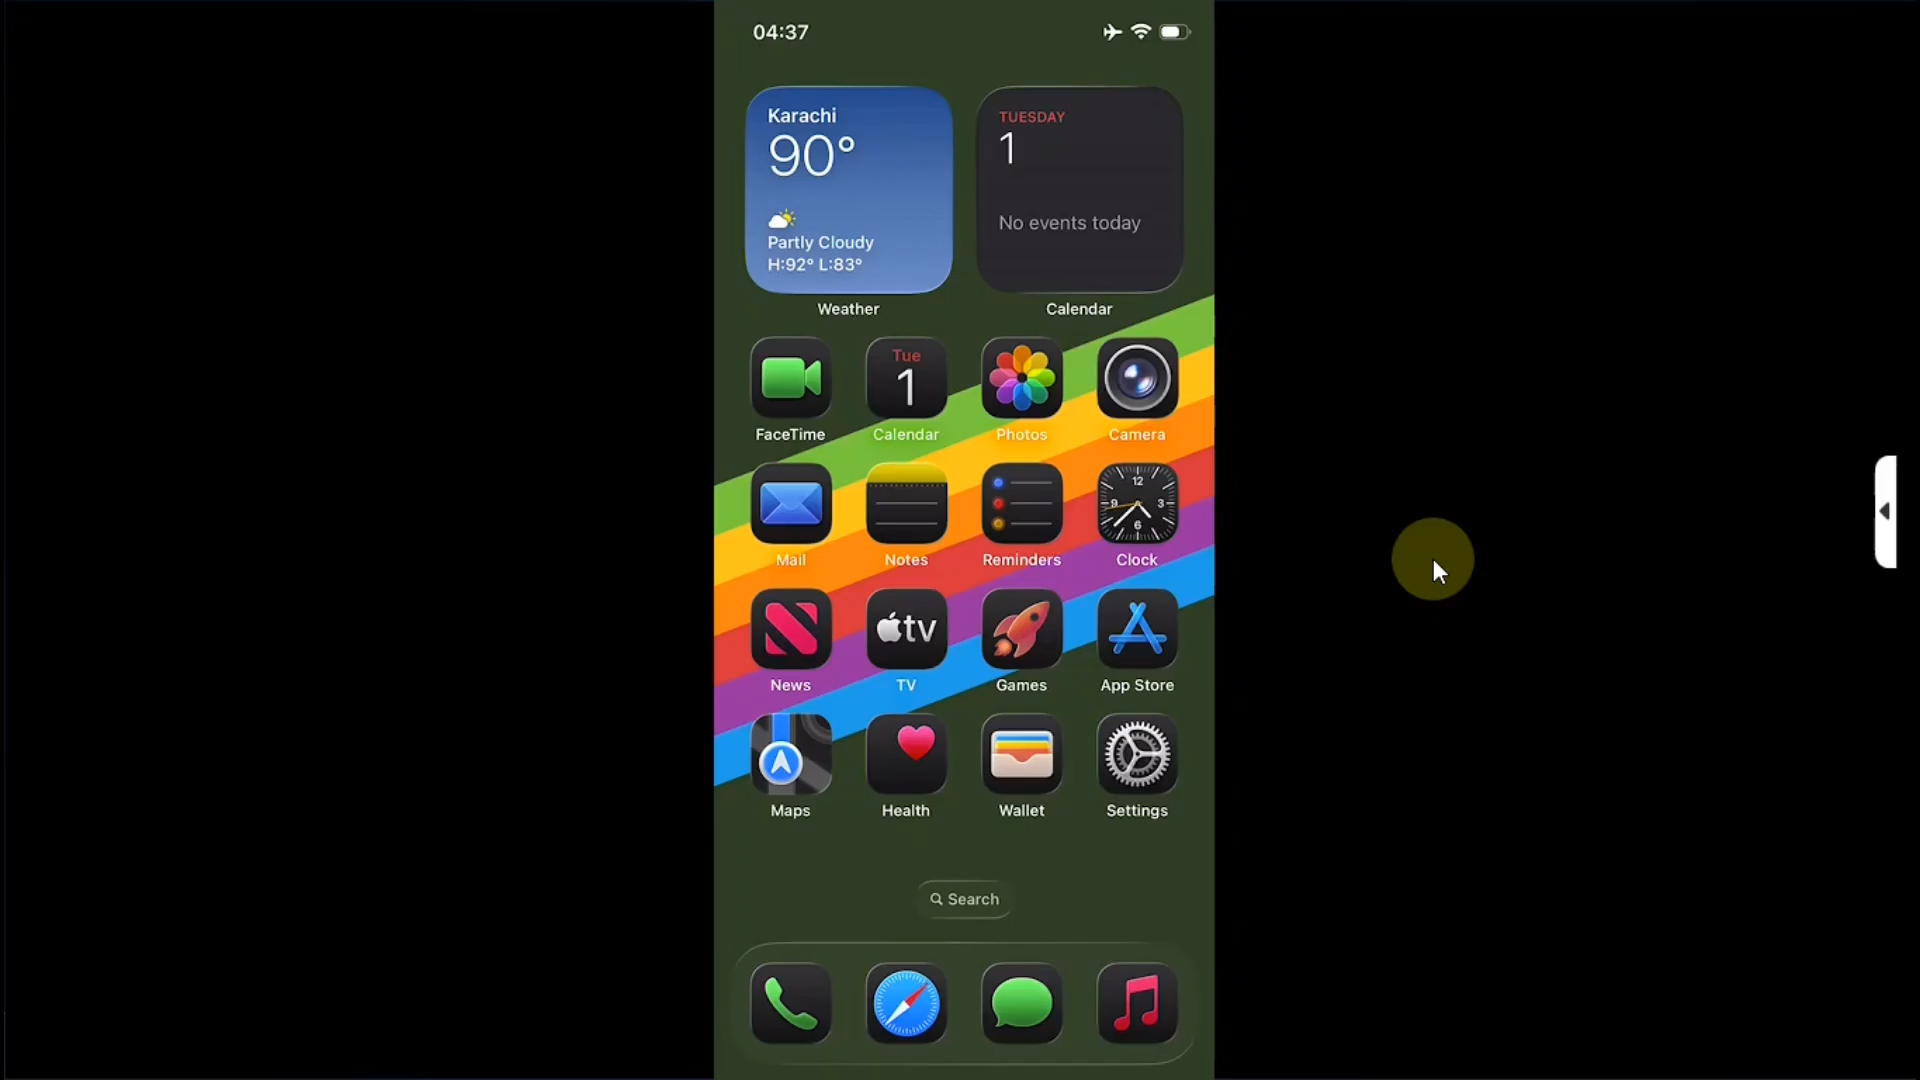 04:37
Karachi
90°
Partly Cloudy
H:92° L:83°
Weather
TUESDAY
1
No events today
Calendar
FaceTime
Tue
1
Calendar
Photos
Camera
Mail
Notes
Reminders
12
9 3
6
Clock
News
tv
TV
Games
App Store
Maps
Health
Wallet
Settings
Search